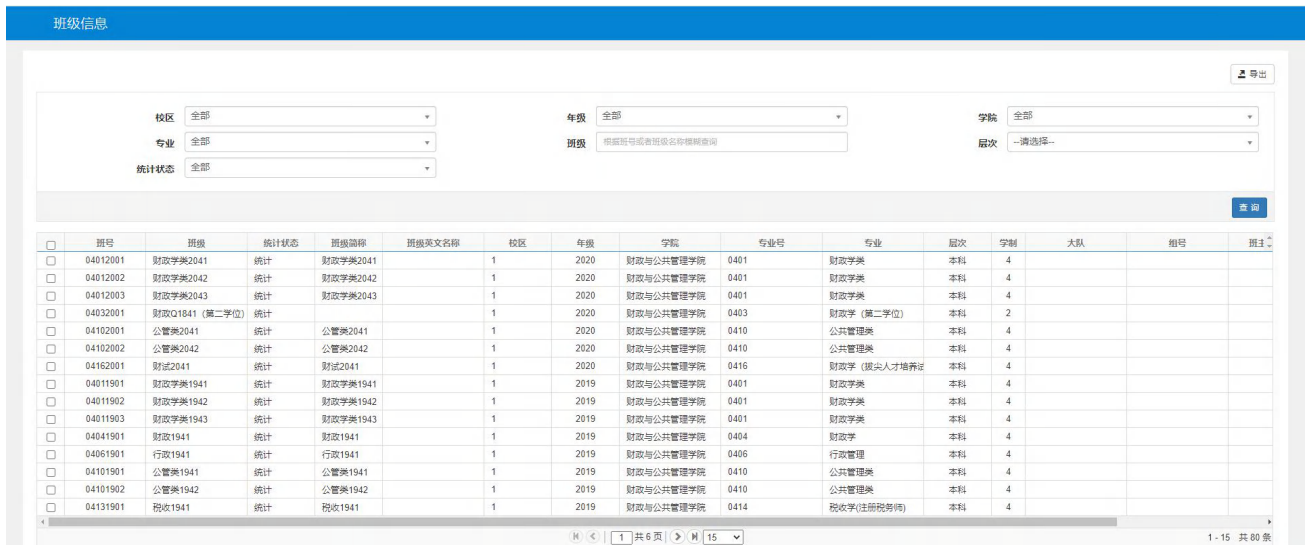 班级信息
导出
校区 全部 年级 全部 学院 全部
专业 全部 班级 根据班号或者班级名称模糊查询 层次 --请选择--
统计状态 全部
查询
班号 班级 统计状态 班级简称 班级英文名称 校区 年级 学院 专业号 专业 层次 学制 大队 组号 班主
04012001 财政学类2041 统计 财政学类2041 1 2020 财政与公共管理学院 0401 财政学类 本科 4
04012002 财政学类2042 统计 财政学类2042 1 2020 财政与公共管理学院 0401 财政学类 本科 4
04012003 财政学类2043 统计 财政学类2043 1 2020 财政与公共管理学院 0401 财政学类 本科 4
04032001 财政Q1841（第二学位） 统计 1 2020 财政与公共管理学院 0403 财政学（第二学位） 本科 2
04102001 公管类2041 统计 公管类2041 1 2020 财政与公共管理学院 0410 公共管理类 本科 4
04102002 公管类2042 统计 公管类2042 1 2020 财政与公共管理学院 0410 公共管理类 本科 4
04162001 财试2041 统计 财试2041 1 2020 财政与公共管理学院 0416 财政学（拔尖人才培养试 本科 4
04011901 财政学类1941 统计 财政学类1941 1 2019 财政与公共管理学院 0401 财政学类 本科 4
04011902 财政学类1942 统计 财政学类1942 1 2019 财政与公共管理学院 0401 财政学类 本科 4
04011903 财政学类1943 统计 财政学类1943 1 2019 财政与公共管理学院 0401 财政学类 本科 4
04041901 财政1941 统计 财政1941 1 2019 财政与公共管理学院 0404 财政学 本科 4
04061901 行政1941 统计 行政1941 1 2019 财政与公共管理学院 0406 行政管理 本科 4
04101901 公管类1941 统计 公管类1941 1 2019 财政与公共管理学院 0410 公共管理类 本科 4
04101902 公管类1942 统计 公管类1942 1 2019 财政与公共管理学院 0410 公共管理类 本科 4
04131901 税收1941 统计 税收1941 1 2019 财政与公共管理学院 0414 税收学(注册税务师) 本科 4
1 共6页 15 1 - 15 共 80 条